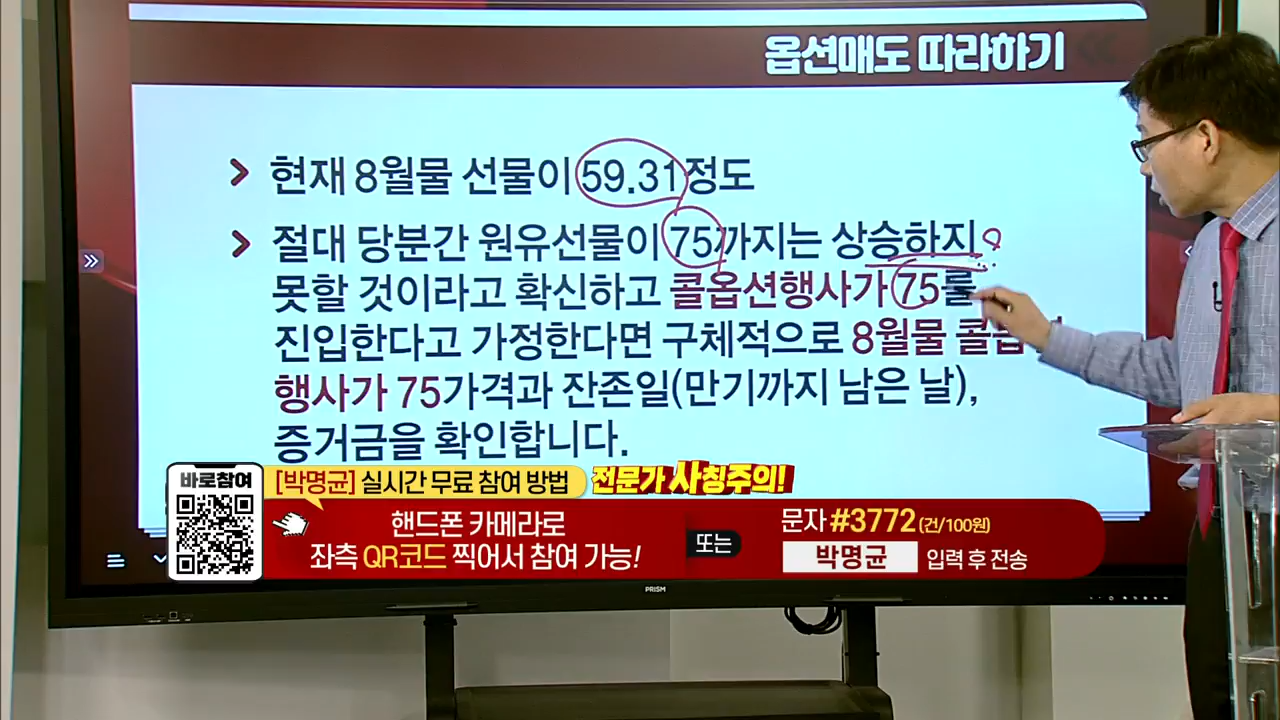 옵션매도 따라하기
현재 8월물 선물이 59.31정도
절대 당분간 원유선물이 75까지는 상승하지
못할 것이라고 확신하고 콜옵션행사가 75를
진입한다고 가정한다면 구체적으로 8월물 콜옵션
행사가 75가격과 잔존일(만기까지 남은 날),
증거금을 확인합니다.
바로참여
[박명균] 실시간 무료 참여 방법
전문가 사칭주의!
핸드폰 카메라로
좌측 QR코드 찍어서 참여 가능!
또는
문자 #3772 (건/100원)
박명균 입력 후 전송
PRISM